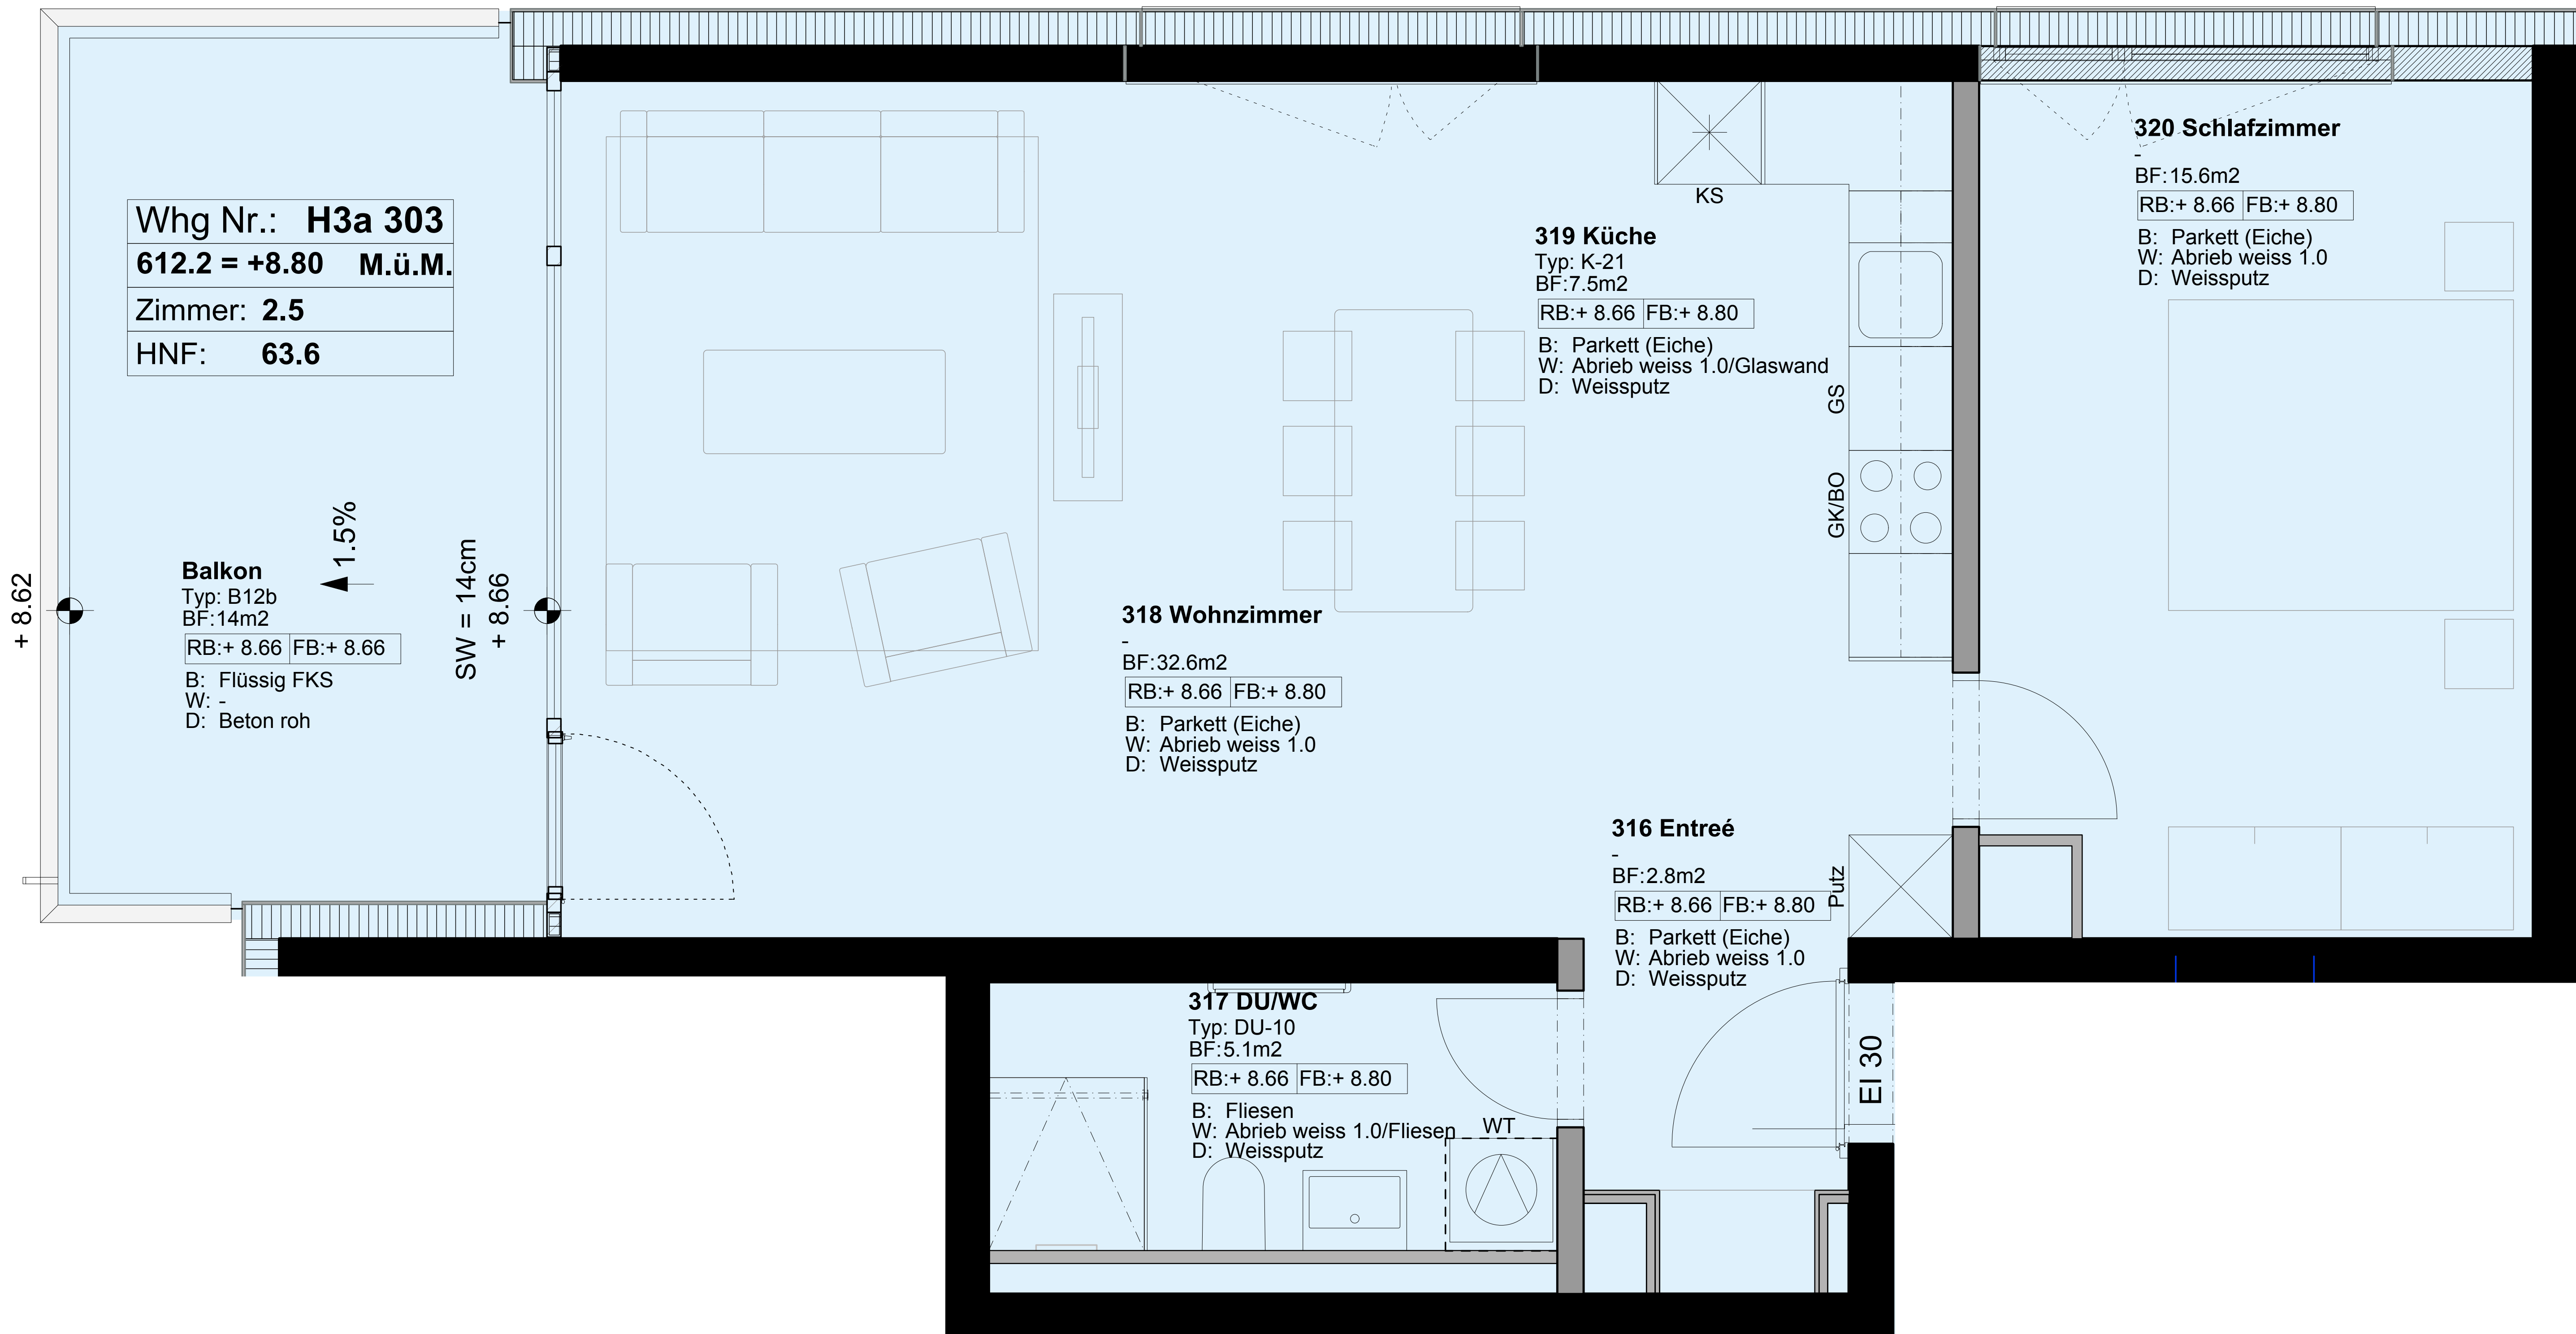 Whg Nr.: H3a 303
612.2 = +8.80 M.ü.M.
Zimmer: 2.5
HNF: 63.6
+ 8.62
Balkon
Typ: B12b
BF:14m2
RB:+ 8.66 FB:+ 8.66
B: Flüssig FKS
W: -
D: Beton roh
1.5%
SW = 14cm
+ 8.66
318 Wohnzimmer
-
BF:32.6m2
RB:+ 8.66 FB:+ 8.80
B: Parkett (Eiche)
W: Abrieb weiss 1.0
D: Weissputz
KS
319 Küche
Typ: K-21
BF:7.5m2
RB:+ 8.66 FB:+ 8.80
B: Parkett (Eiche)
W: Abrieb weiss 1.0/Glaswand
D: Weissputz
GS
GK/BO
320 Schlafzimmer
-
BF:15.6m2
RB:+ 8.66 FB:+ 8.80
B: Parkett (Eiche)
W: Abrieb weiss 1.0
D: Weissputz
316 Entreé
-
BF:2.8m2
RB:+ 8.66 FB:+ 8.80
B: Parkett (Eiche)
W: Abrieb weiss 1.0
D: Weissputz
Putz
317 DU/WC
Typ: DU-10
BF:5.1m2
RB:+ 8.66 FB:+ 8.80
B: Fliesen
W: Abrieb weiss 1.0/Fliesen
D: Weissputz
WT
EI 30